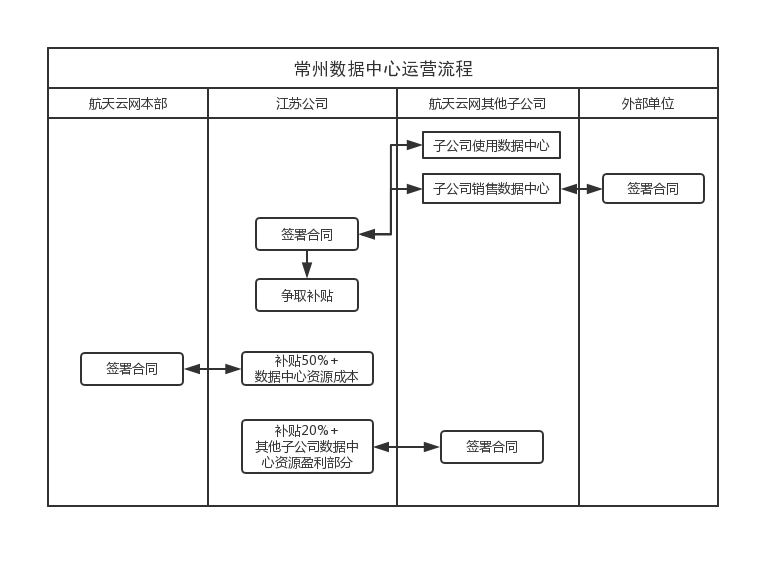 常州数据中心运营流程
航天云网本部
江苏公司
航天云网其他子公司
外部单位
子公司使用数据中心
子公司销售数据中心
签署合同
签署合同
争取补贴
签署合同
补贴50%+
数据中心资源成本
补贴20%+
其他子公司数据中
心资源盈利部分
签署合同